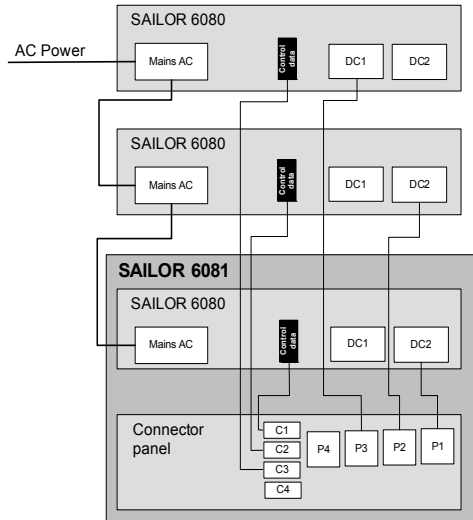 SAILOR 6080
AC Power
Mains AC
Control
data
DC1
DC2
SAILOR 6080
Mains AC
Control
data
DC1
DC2
SAILOR 6081
SAILOR 6080
Mains AC
Control
data
DC1
DC2
Connector
panel
C1
C2
C3
C4
P4
P3
P2
P1